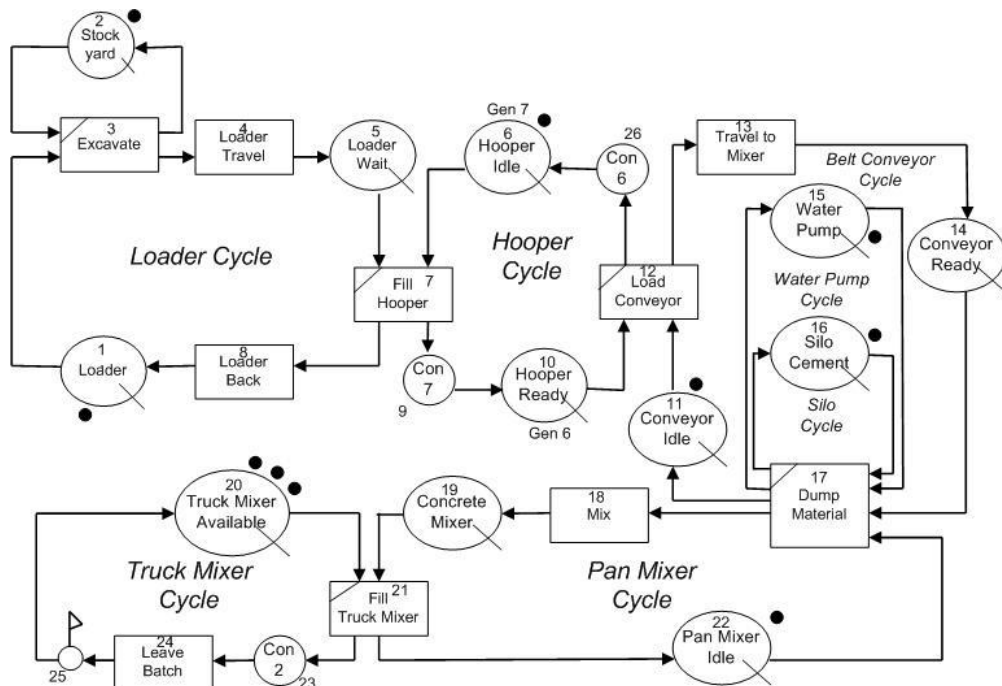 2
Stock
yard
3
Excavate
4
Loader
Travel
5
Loader
Wait
Gen 7
6
Hooper
Idle
26
Con
6
13
Travel to
Mixer
Belt Conveyor
Cycle
15
Water
Pump
14
Conveyor
Ready
Loader Cycle
Hooper
Cycle
12
Load
Conveyor
Water Pump
Cycle
Fill
7
Hooper
16
Silo
Cement
1
Loader
8
Loader
Back
Con
7
9
10
Hooper
Ready
Gen 6
11
Conveyor
Idle
Silo
Cycle
20
Truck Mixer
Available
19
Concrete
Mixer
18
Mix
17
Dump
Material
Truck Mixer
Cycle
Fill 21
Truck Mixer
Pan Mixer
Cycle
22
Pan Mixer
Idle
25
24
Leave
Batch
Con
2
23